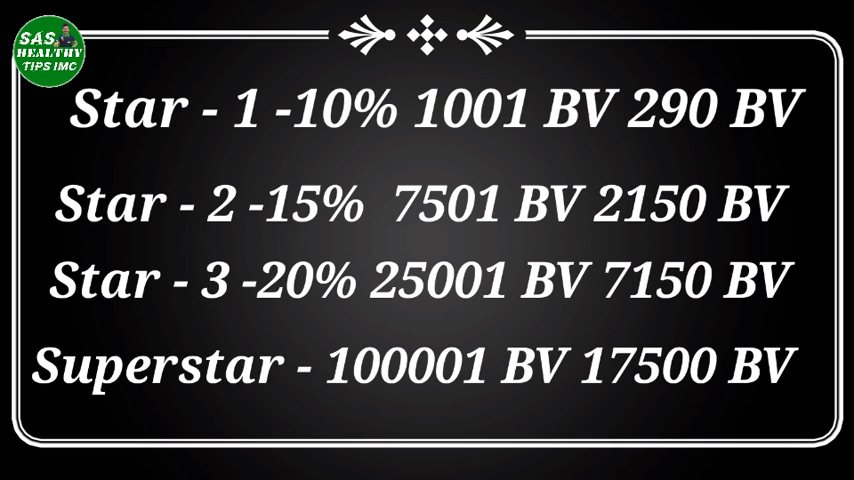 SAS
HEALTHY
TIPS IMC
Star - 1 -10% 1001 BV 290 BV
Star - 2 -15% 7501 BV 2150 BV
Star - 3 -20% 25001 BV 7150 BV
Superstar - 100001 BV 17500 BV